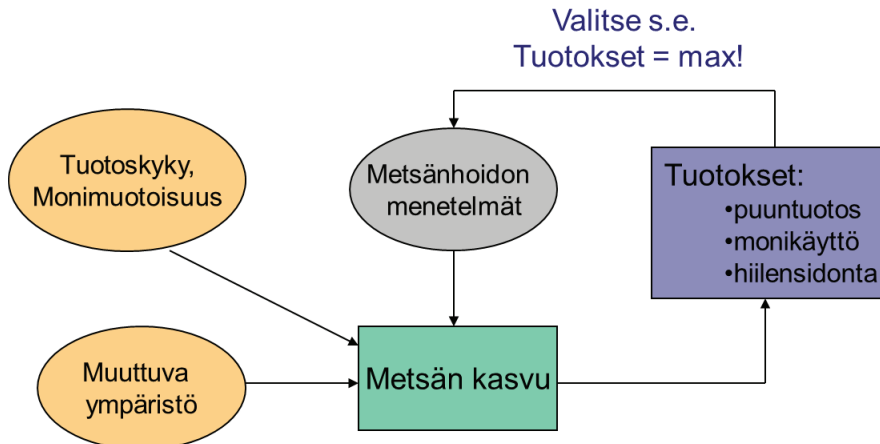 Valitse s.e.
Tuotokset = max!
Tuotoskyky,
Monimuotoisuus
Metsänhoidon
menetelmät
Tuotokset:
•puuntuotos
•monikäyttö
•hiilensidonta
Muuttuva
ympäristö
Metsän kasvu